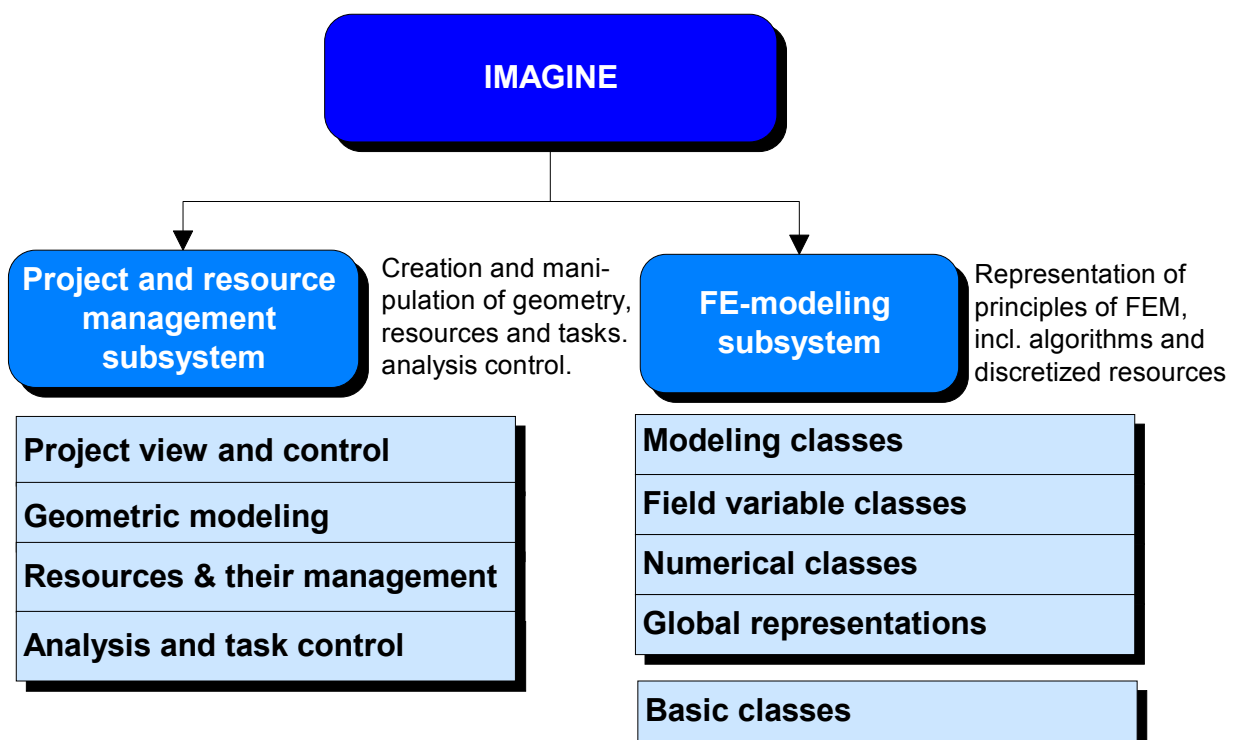 IMAGINE
Project and resource
management
subsystem
Creation and mani-
pulation of geometry,
resources and tasks.
analysis control.
FE-modeling
subsystem
Representation of
principles of FEM,
incl. algorithms and
discretized resources
Project view and control
Geometric modeling
Resources & their management
Analysis and task control
Modeling classes
Field variable classes
Numerical classes
Global representations
Basic classes